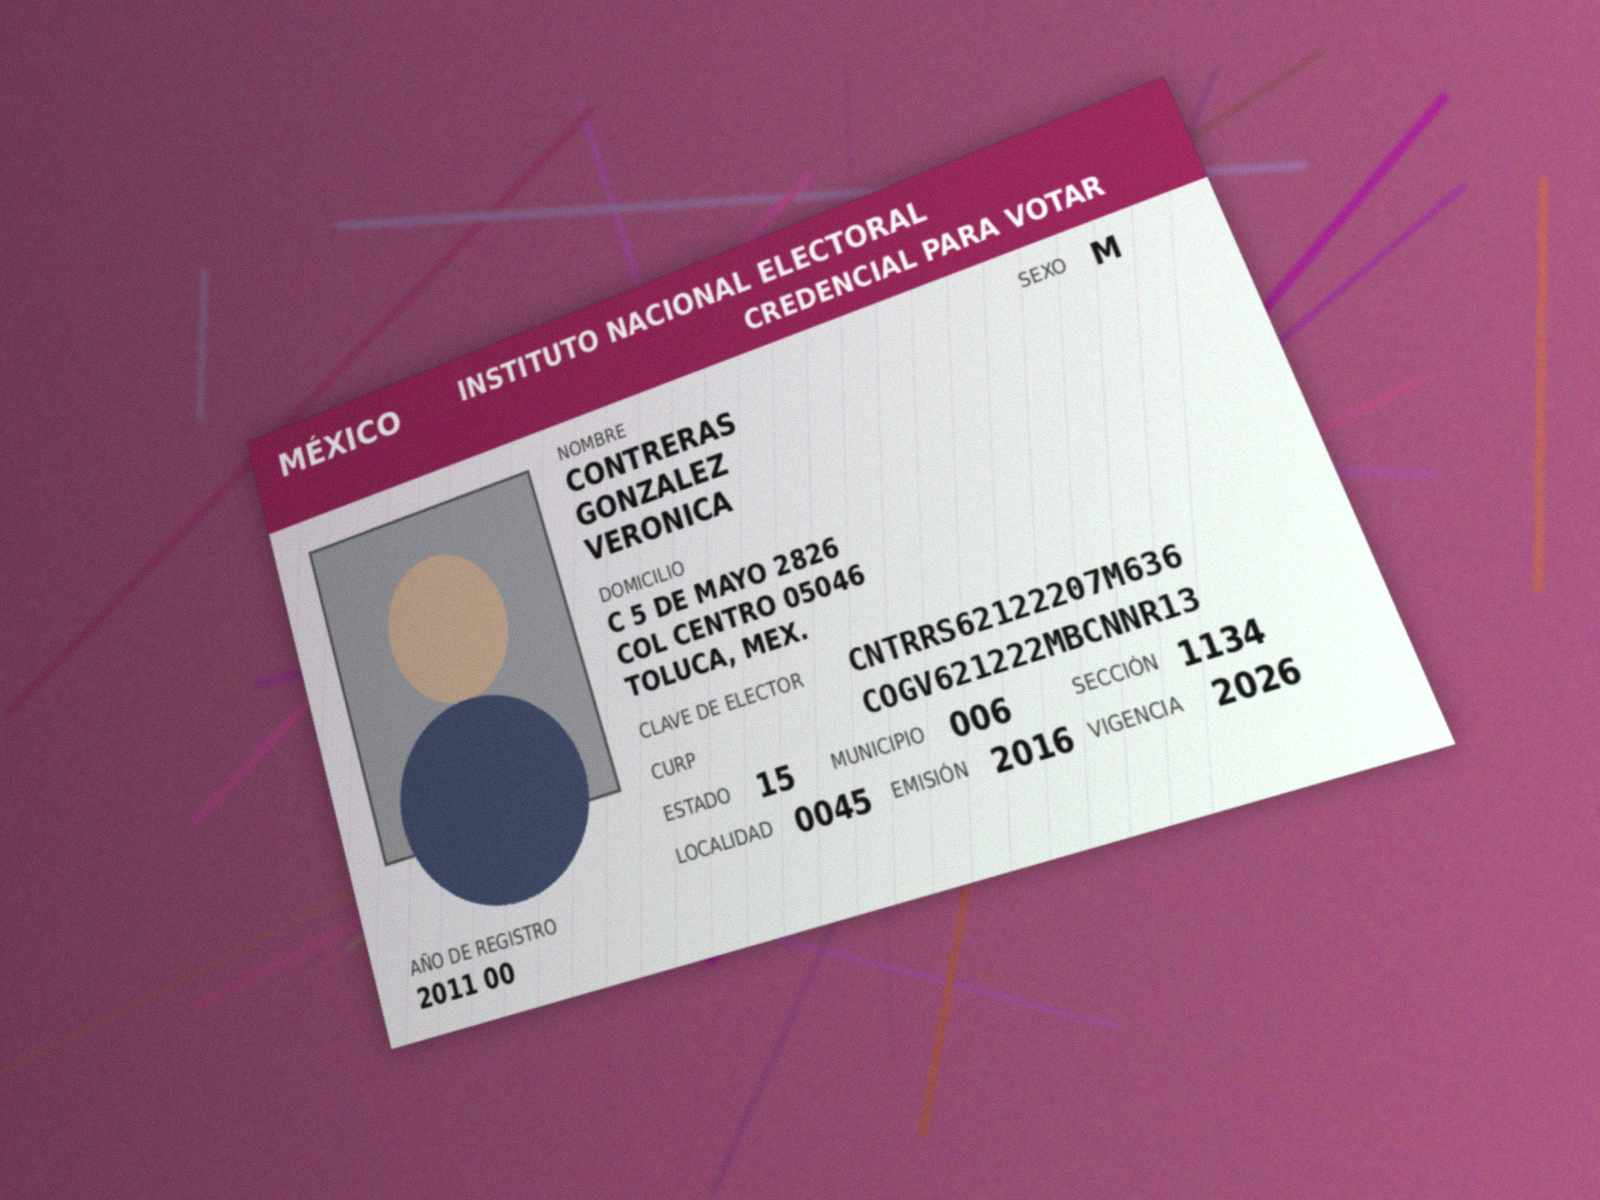 MÉXICO
INSTITUTO NACIONAL ELECTORAL
CREDENCIAL PARA VOTAR
SEXO M
NOMBRE
CONTRERAS
GONZALEZ
VERONICA
DOMICILIO
C 5 DE MAYO 2826
COL CENTRO 05046
TOLUCA, MEX.
CLAVE DE ELECTOR CNTRRS62122207M636
CURP COGV621222MBCNNR13
ESTADO 15 MUNICIPIO 006 SECCIÓN 1134
LOCALIDAD 0045 EMISIÓN 2016 VIGENCIA 2026
AÑO DE REGISTRO
2011 00